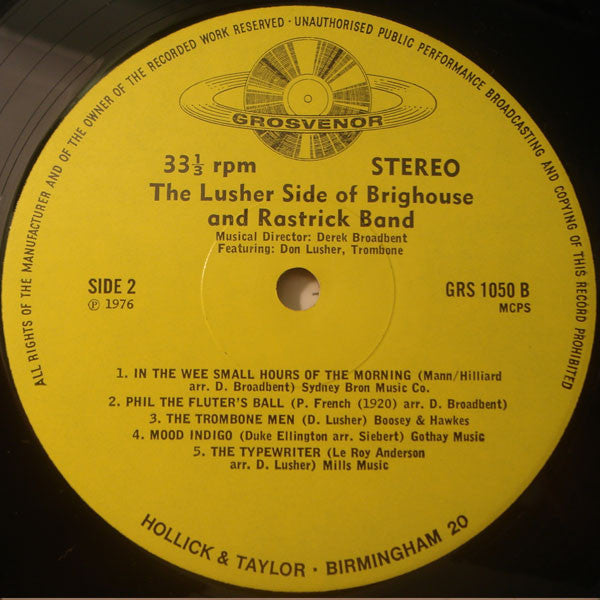 ALL RIGHTS OF THE MANUFACTURER AND OF THE OWNER OF THE RECORDED WORK RESERVED · UNAUTHORISED PUBLIC PERFORMANCE BROADCASTING AND COPYING OF THIS RECORD PROHIBITED
GROSVENOR
33⅓ rpm STEREO
The Lusher Side of Brighouse
and Rastrick Band
Musical Director: Derek Broadbent
Featuring: Don Lusher, Trombone
SIDE 2 GRS 1050 B
℗ 1976 MCPS
1. IN THE WEE SMALL HOURS OF THE MORNING (Mann/Hilliard
arr. D. Broadbent) Sydney Bron Music Co.
2. PHIL THE FLUTER'S BALL (P. French (1920) arr. D. Broadbent)
3. THE TROMBONE MEN (D. Lusher) Boosey & Hawkes
4. MOOD INDIGO (Duke Ellington arr. Siebert) Gothay Music
5. THE TYPEWRITER (Le Roy Anderson
arr. D. Lusher) Mills Music
HOLLICK & TAYLOR · BIRMINGHAM 20